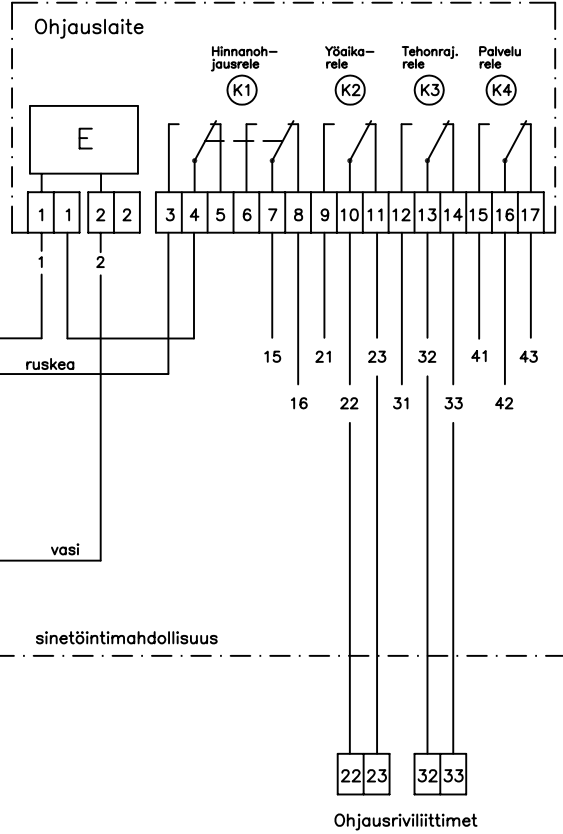 Ohjauslaite
Hinnanoh-
jausrele
K1
Yöaika-
rele
K2
Tehonraj.
rele
K3
Palvelu
rele
K4
E
1 1 2 2 3 4 5 6 7 8 9 10 11 12 13 14 15 16 17
1 2
15 21 23 32 41 43
ruskea
16 22 31 33 42
vasi
sinetöintimahdollisuus
22 23 32 33
Ohjausriviliittimet